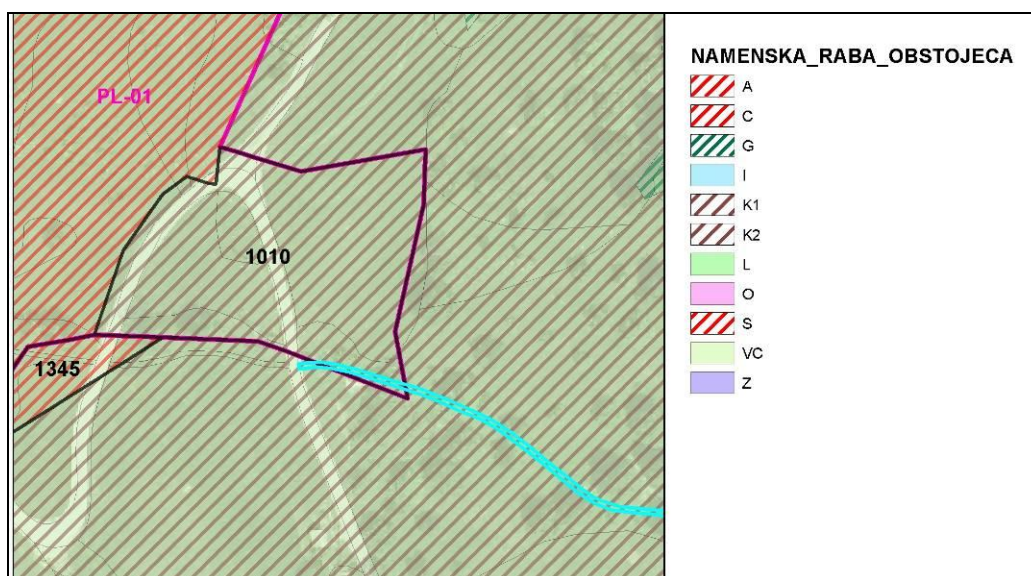 PL-01
1010
1345
NAMENSKA_RABA_OBSTOJECA
A
C
G
I
K1
K2
L
O
S
VC
Z